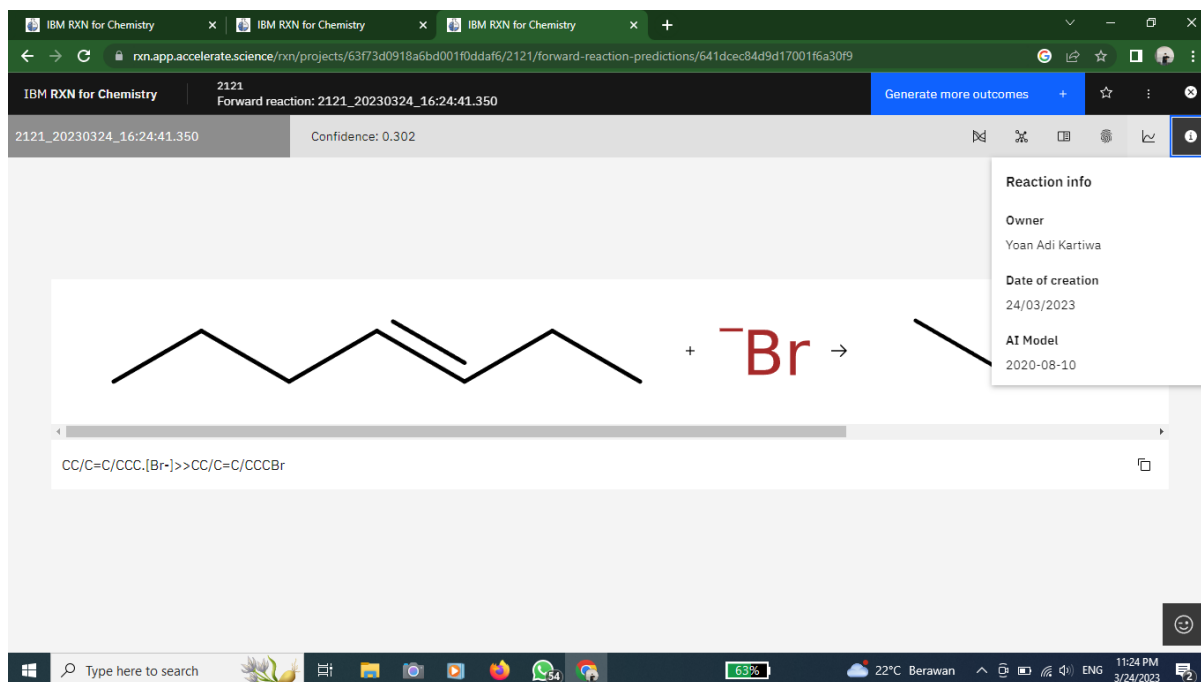 IBM RXN for Chemistry
IBM RXN for Chemistry
IBM RXN for Chemistry
rxn.app.accelerate.science/rxn/projects/63f73d0918a6bd001f0ddaf6/2121/forward-reaction-predictions/641dcec84d9d17001f6a30f9
IBM RXN for Chemistry
2121
Forward reaction: 2121_20230324_16:24:41.350
Generate more outcomes +
2121_20230324_16:24:41.350
Confidence: 0.302
Reaction info
Owner
Yoan Adi Kartiwa
Date of creation
24/03/2023
AI Model
2020-08-10
+ ⁻Br →
CC/C=C/CCC.[Br-]>>CC/C=C/CCCBr
Type here to search
54
63%
22°C Berawan
ENG
11:24 PM
3/24/2023
2